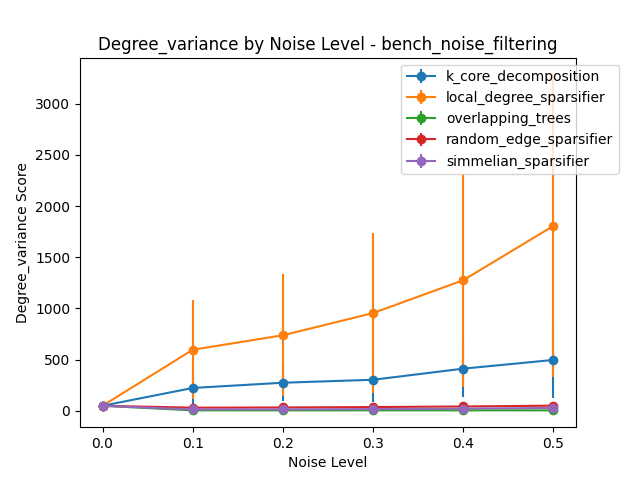 Degree_variance by Noise Level - bench_noise_filtering
k_core_decomposition
local_degree_sparsifier
overlapping_trees
random_edge_sparsifier
simmelian_sparsifier
Degree_variance Score
3000
2500
2000
1500
1000
500
0
0.0 0.1 0.2 0.3 0.4 0.5
Noise Level